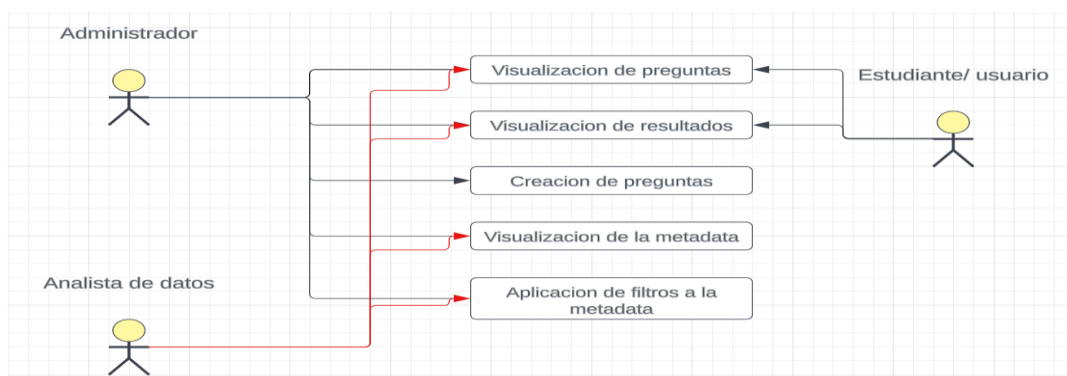 Administrador
Visualizacion de preguntas
Estudiante/ usuario
Visualizacion de resultados
Creacion de preguntas
Visualizacion de la metadata
Analista de datos
Aplicacion de filtros a la
metadata